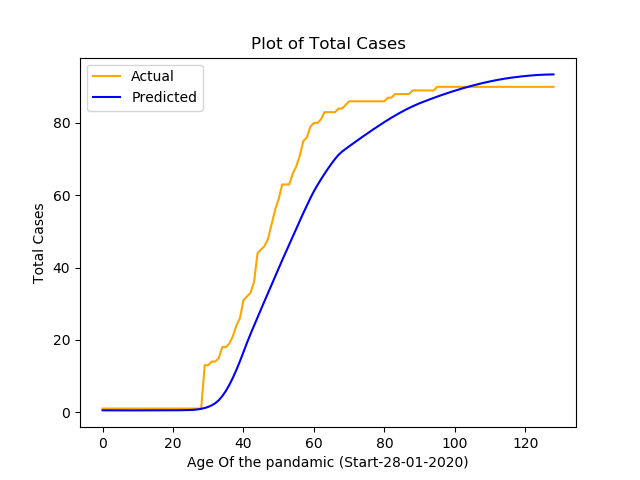 Plot of Total Cases
Actual
Predicted
80
60
40
20
0
Total Cases
0 20 40 60 80 100 120
Age Of the pandamic (Start-28-01-2020)